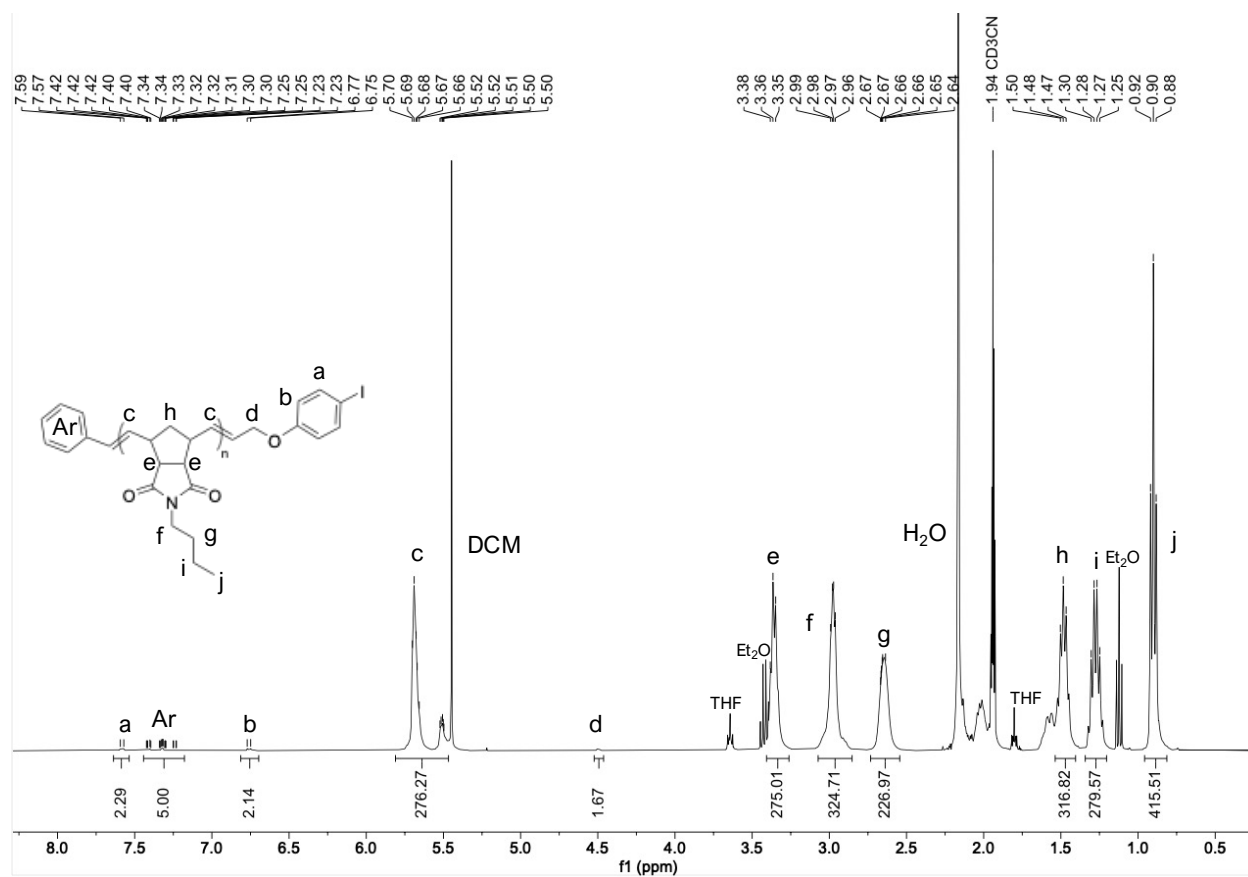 7.59 7.57 7.42 7.42 7.42 7.40 7.40 7.34 7.34 7.33 7.32 7.32 7.31 7.30 7.30 7.25 7.25 7.23 7.23 6.77 6.75 5.70 5.69 5.68 5.67 5.66 5.52 5.52 5.51 5.50 5.50
3.38 3.36 3.35 2.99 2.98 2.97 2.96 2.67 2.67 2.66 2.66 2.65 2.64
1.94 CD3CN
1.50 1.48 1.47 1.30 1.28 1.27 1.25 0.92 0.90 0.88
a
I
b
c h c d
Ar
O
n
e e
O O
N
f g
i
j
DCM
H₂O
c
e
h
i
j
Et₂O
f
g
Et₂O
THF
THF
a
Ar
b
d
2.29
5.00
2.14
276.27
1.67
275.01
324.71
226.97
316.82
279.57
415.51
8.0 7.5 7.0 6.5 6.0 5.5 5.0 4.5 4.0 3.5 3.0 2.5 2.0 1.5 1.0 0.5
f1 (ppm)